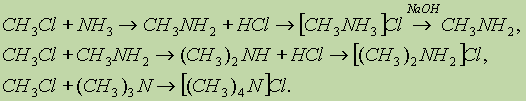 CH₃Cl + NH₃ → CH₃NH₂ + HCl → [CH₃NH₃]Cl —NaOH→ CH₃NH₂,
CH₃Cl + CH₃NH₂ → (CH₃)₂NH + HCl → [(CH₃)₂NH₂]Cl,
CH₃Cl + (CH₃)₃N → [(CH₃)₄N]Cl.